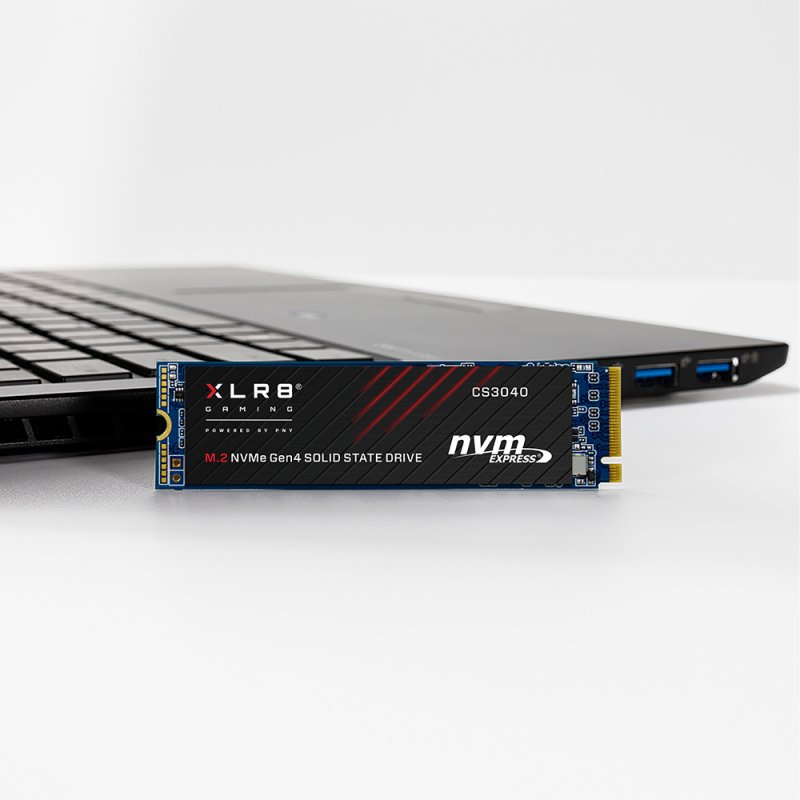 XLR8®
GAMING
POWERED BY PNY
CS3040
M.2 NVMe Gen4 SOLID STATE DRIVE
nvm
EXPRESS